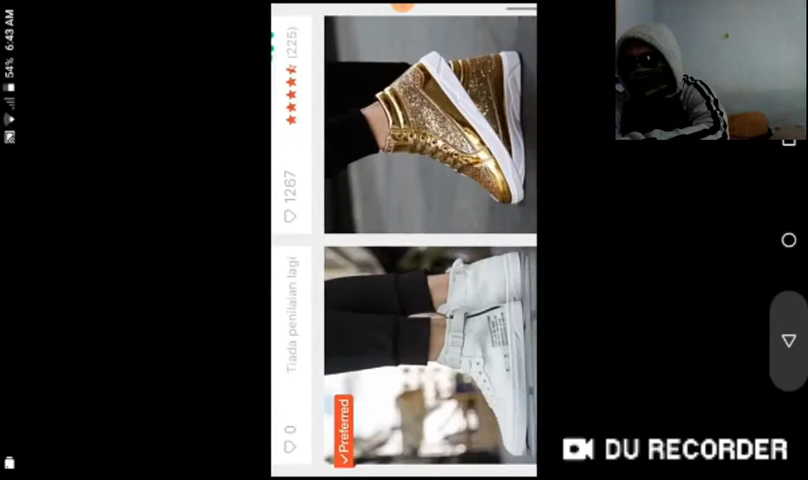 54% 6:43 AM
(225)
1267
Tiada penilaian lagi
0
Preferred
DU RECORDER